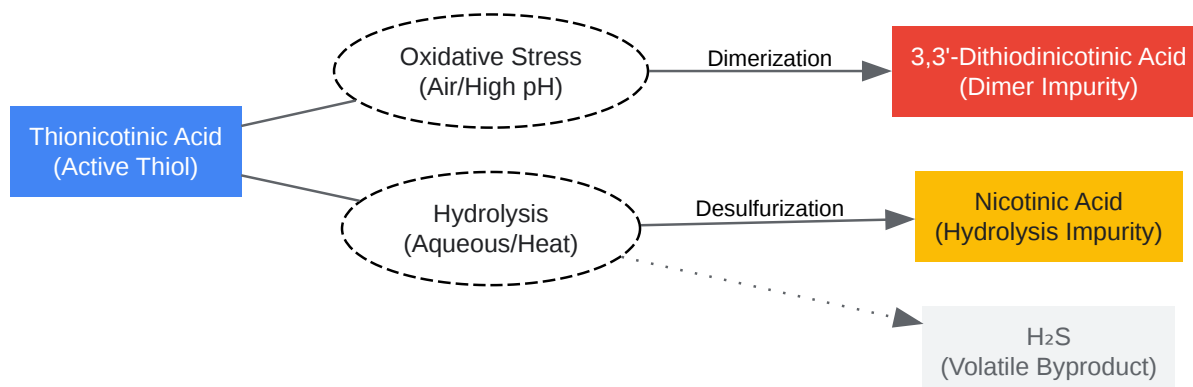 Thionicotinic Acid
(Active Thiol)
Oxidative Stress
(Air/High pH)
Dimerization
3,3'-Dithiodinicotinic Acid
(Dimer Impurity)
Hydrolysis
(Aqueous/Heat)
Desulfurization
Nicotinic Acid
(Hydrolysis Impurity)
H₂S
(Volatile Byproduct)